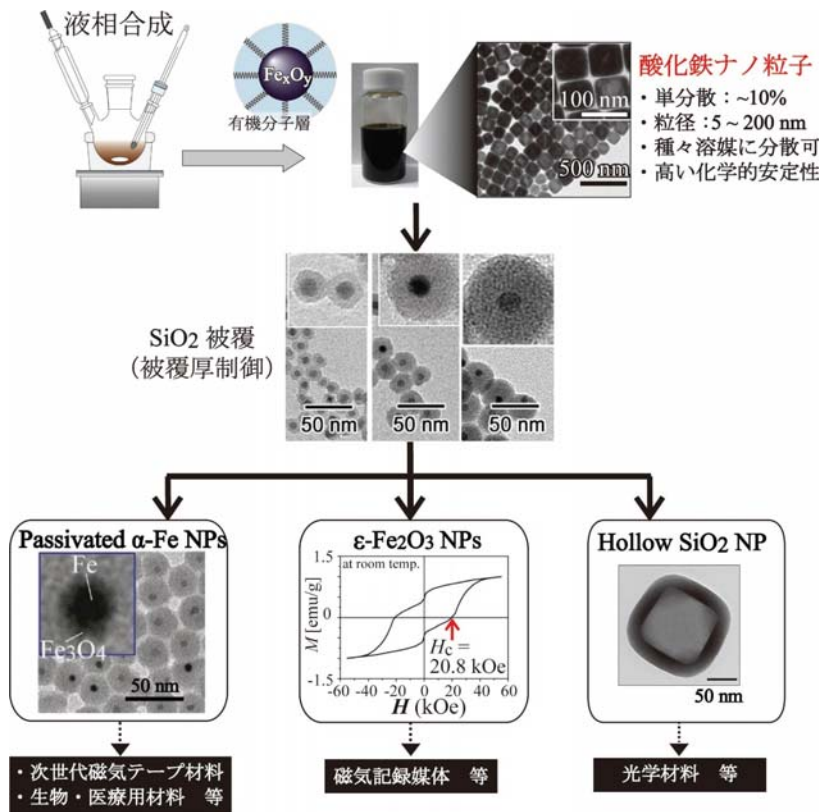 液相合成
FexOy
有機分子層
100 nm
500 nm
酸化鉄ナノ粒子
・単分散：~10%
・粒径：5 ~ 200 nm
・種々溶媒に分散可
・高い化学的安定性
SiO2 被覆
（被覆厚制御）
50 nm
50 nm
50 nm
Passivated α-Fe NPs
Fe
Fe3O4
50 nm
ε-Fe2O3 NPs
at room temp.
M [emu/g]
1.5
0
-1.5
Hc =
20.8 kOe
-60 -40 -20 0 20 40 60
H (kOe)
Hollow SiO2 NP
50 nm
・次世代磁気テープ材料
・生物・医療用材料 等
磁気記録媒体 等
光学材料 等